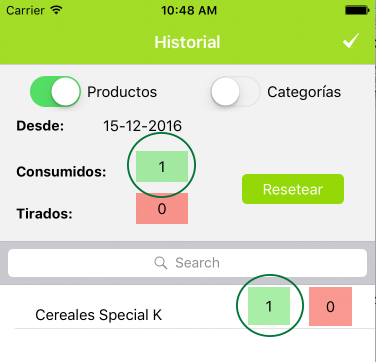 Carrier 10:48 AM
Historial
Productos Categorías
Desde: 15-12-2016
Consumidos: 1
Resetear
Tirados: 0
Search
Cereales Special K 1 0